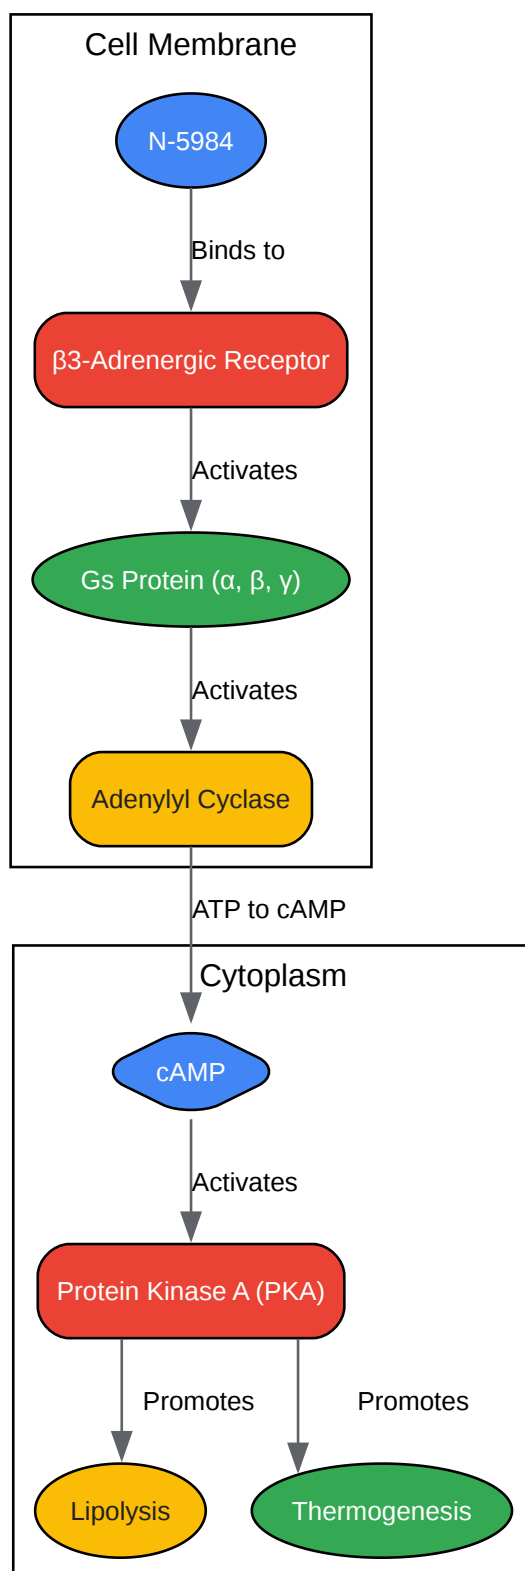 Cell Membrane
N-5984
Binds to
β3-Adrenergic Receptor
Activates
Gs Protein (α, β, γ)
Activates
Adenylyl Cyclase
ATP to cAMP
Cytoplasm
cAMP
Activates
Protein Kinase A (PKA)
Promotes
Promotes
Lipolysis
Thermogenesis